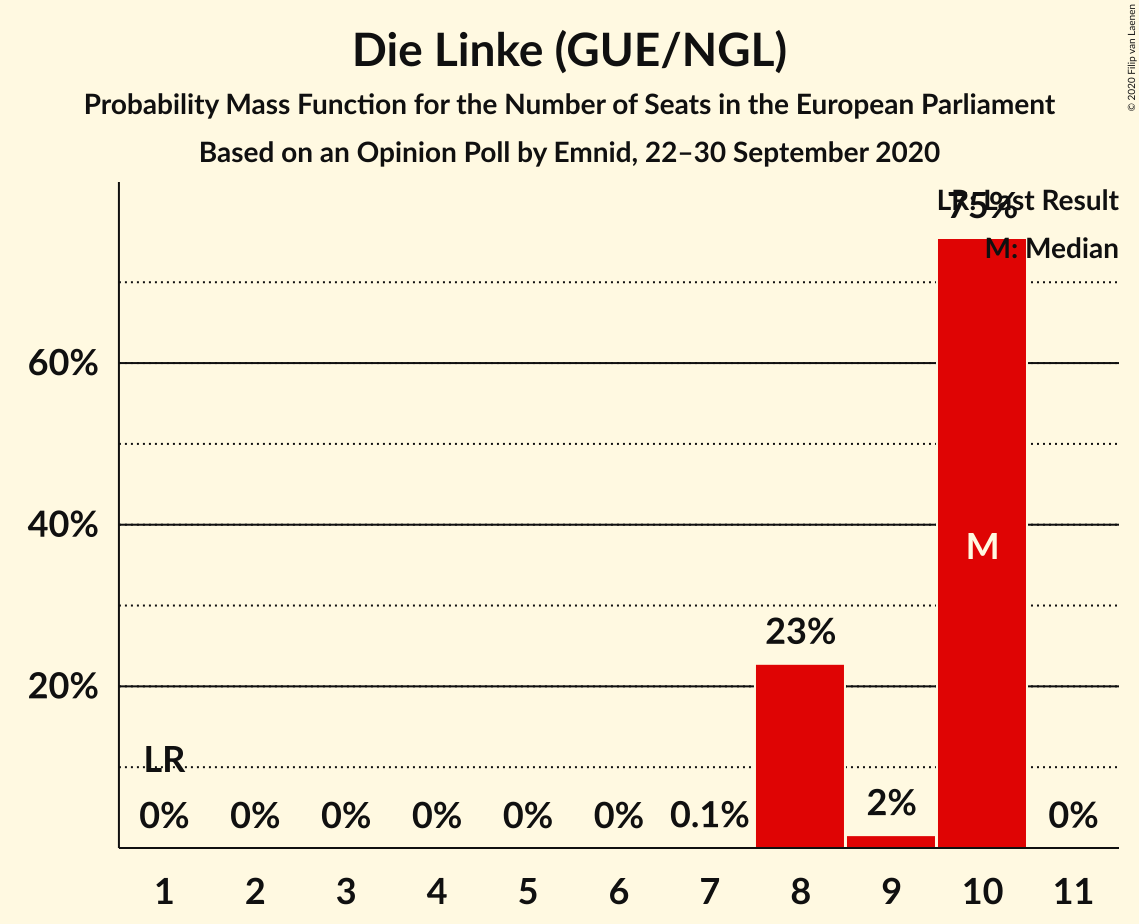 Die Linke (GUE/NGL)
Probability Mass Function for the Number of Seats in the European Parliament
Based on an Opinion Poll by Emnid, 22–30 September 2020
© 2020 Filip van Laenen
LR: Last Result
75%
M: Median
60%
40%
M
23%
20%
LR
0% 0% 0% 0% 0% 0% 0.1% 2% 0%
1 2 3 4 5 6 7 8 9 10 11